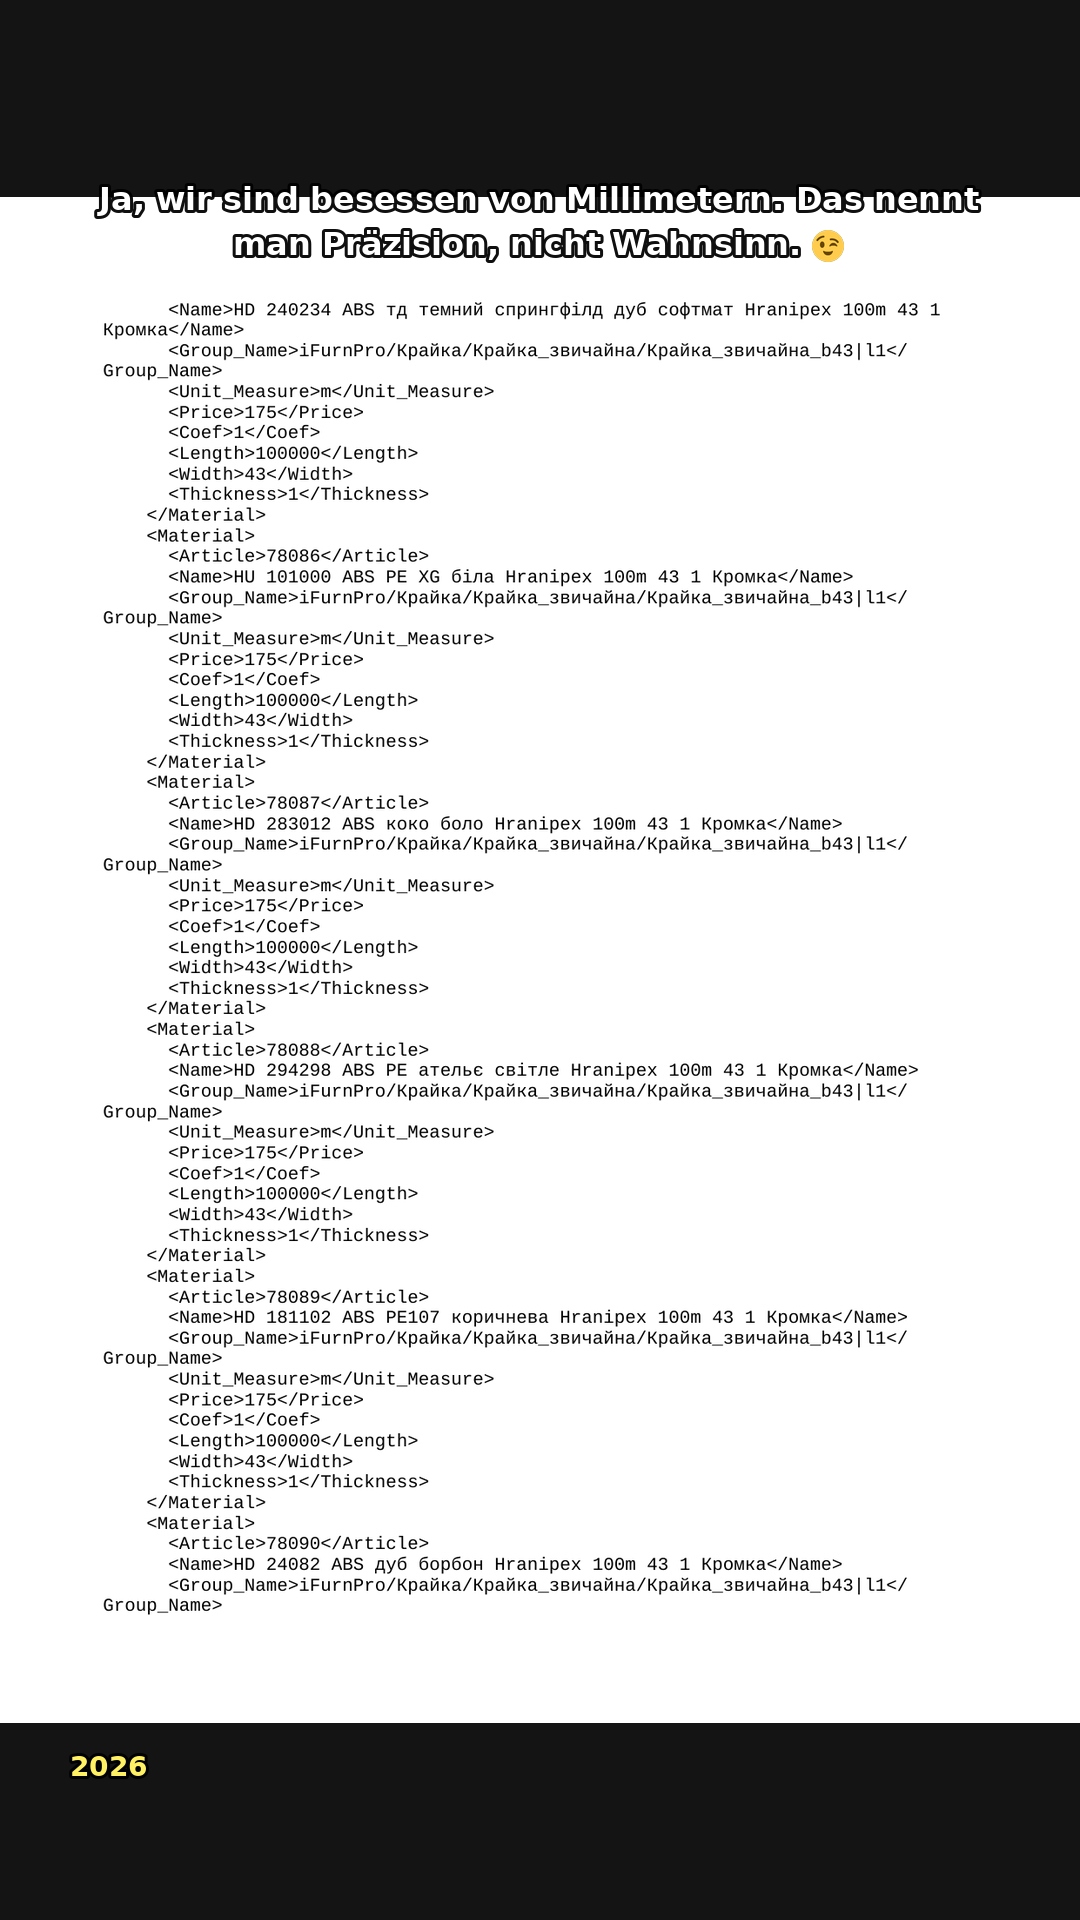 Ja, wir sind besessen von Millimetern. Das nennt
man Präzision, nicht Wahnsinn. 😉
<Name>HD 240234 ABS тд темний спрингфілд дуб софтмат Hranipex 100m 43 1
Кромка</Name>
<Group_Name>iFurnPro/Крайка/Крайка_звичайна/Крайка_звичайна_b43|l1</
Group_Name>
<Unit_Measure>m</Unit_Measure>
<Price>175</Price>
<Coef>1</Coef>
<Length>100000</Length>
<Width>43</Width>
<Thickness>1</Thickness>
</Material>
<Material>
<Article>78086</Article>
<Name>HU 101000 ABS PE XG біла Hranipex 100m 43 1 Кромка</Name>
<Group_Name>iFurnPro/Крайка/Крайка_звичайна/Крайка_звичайна_b43|l1</
Group_Name>
<Unit_Measure>m</Unit_Measure>
<Price>175</Price>
<Coef>1</Coef>
<Length>100000</Length>
<Width>43</Width>
<Thickness>1</Thickness>
</Material>
<Material>
<Article>78087</Article>
<Name>HD 283012 ABS коко боло Hranipex 100m 43 1 Кромка</Name>
<Group_Name>iFurnPro/Крайка/Крайка_звичайна/Крайка_звичайна_b43|l1</
Group_Name>
<Unit_Measure>m</Unit_Measure>
<Price>175</Price>
<Coef>1</Coef>
<Length>100000</Length>
<Width>43</Width>
<Thickness>1</Thickness>
</Material>
<Material>
<Article>78088</Article>
<Name>HD 294298 ABS PE ательє світле Hranipex 100m 43 1 Кромка</Name>
<Group_Name>iFurnPro/Крайка/Крайка_звичайна/Крайка_звичайна_b43|l1</
Group_Name>
<Unit_Measure>m</Unit_Measure>
<Price>175</Price>
<Coef>1</Coef>
<Length>100000</Length>
<Width>43</Width>
<Thickness>1</Thickness>
</Material>
<Material>
<Article>78089</Article>
<Name>HD 181102 ABS PE107 коричнева Hranipex 100m 43 1 Кромка</Name>
<Group_Name>iFurnPro/Крайка/Крайка_звичайна/Крайка_звичайна_b43|l1</
Group_Name>
<Unit_Measure>m</Unit_Measure>
<Price>175</Price>
<Coef>1</Coef>
<Length>100000</Length>
<Width>43</Width>
<Thickness>1</Thickness>
</Material>
<Material>
<Article>78090</Article>
<Name>HD 24082 ABS дуб борбон Hranipex 100m 43 1 Кромка</Name>
<Group_Name>iFurnPro/Крайка/Крайка_звичайна/Крайка_звичайна_b43|l1</
Group_Name>
2026